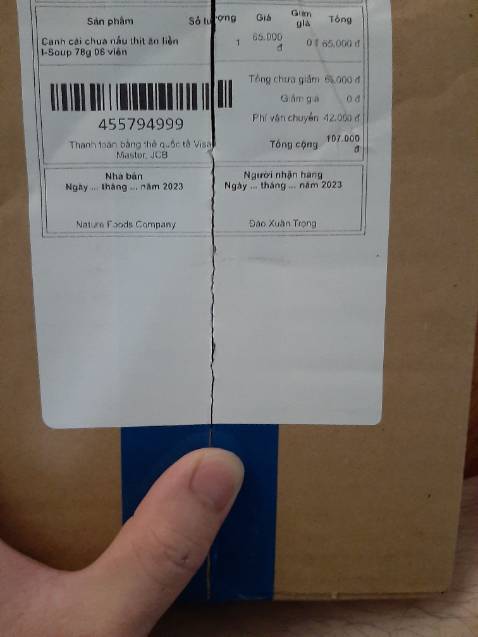 Sản phẩm Số lượng Giá Giảm giá Tổng
Canh cải chua nấu thịt ăn liền I-Soup 78g 06 viên 1 65.000 đ 0 đ 65.000 đ
Tổng chưa giảm 65.000 đ
Giảm giá 0 đ
Phí vận chuyển 42.000 đ
Tổng cộng 107.000 đ
455794999
Thanh toán bằng thẻ quốc tế Visa
Master, JCB
Nhà bán Người nhận hàng
Ngày ... tháng ... năm 2023 Ngày ... tháng ... năm 2023
Nature Foods Company Đào Xuân Trọng